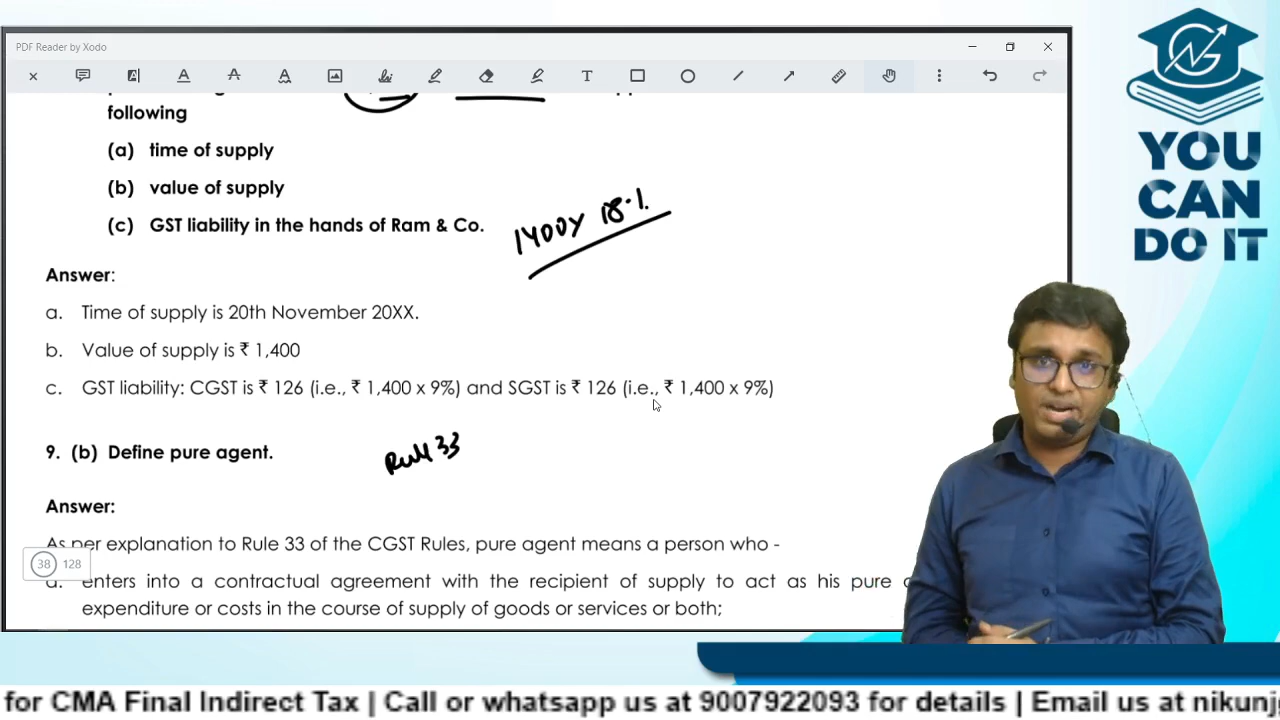 PDF Reader by Xodo
following
(a) time of supply
(b) value of supply
(c) GST liability in the hands of Ram & Co.
1400 x 18%
Answer:
a. Time of supply is 20th November 20XX.
b. Value of supply is ₹ 1,400
c. GST liability: CGST is ₹ 126 (i.e., ₹ 1,400 x 9%) and SGST is ₹ 126 (i.e., ₹ 1,400 x 9%)
9. (b) Define pure agent.
Rule 33
Answer:
As per explanation to Rule 33 of the CGST Rules, pure agent means a person who -
a. enters into a contractual agreement with the recipient of supply to act as his pure
expenditure or costs in the course of supply of goods or services or both;
38 128
YOU
CAN
DO IT
for CMA Final Indirect Tax | Call or whatsapp us at 9007922093 for details | Email us at nikunj